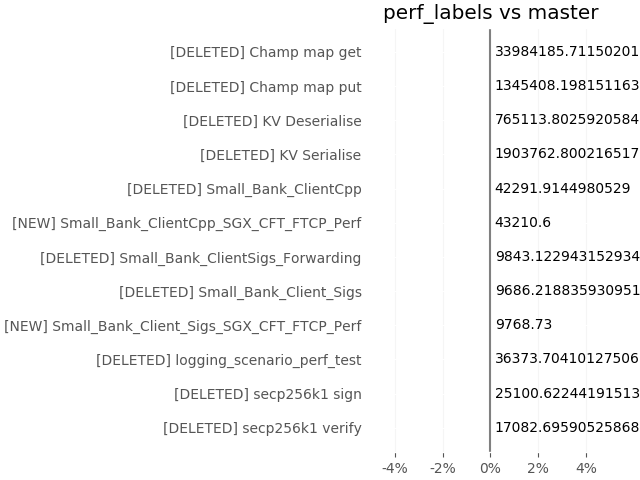 perf_labels vs master
[DELETED] Champ map get 33984185.71150201
[DELETED] Champ map put 1345408.198151163
[DELETED] KV Deserialise 765113.8025920584
[DELETED] KV Serialise 1903762.800216517
[DELETED] Small_Bank_ClientCpp 42291.9144980529
[NEW] Small_Bank_ClientCpp_SGX_CFT_FTCP_Perf 43210.6
[DELETED] Small_Bank_ClientSigs_Forwarding 9843.122943152934
[DELETED] Small_Bank_Client_Sigs 9686.218835930951
[NEW] Small_Bank_Client_Sigs_SGX_CFT_FTCP_Perf 9768.73
[DELETED] logging_scenario_perf_test 36373.70410127506
[DELETED] secp256k1 sign 25100.62244191513
[DELETED] secp256k1 verify 17082.69590525868
-4% -2% 0% 2% 4%